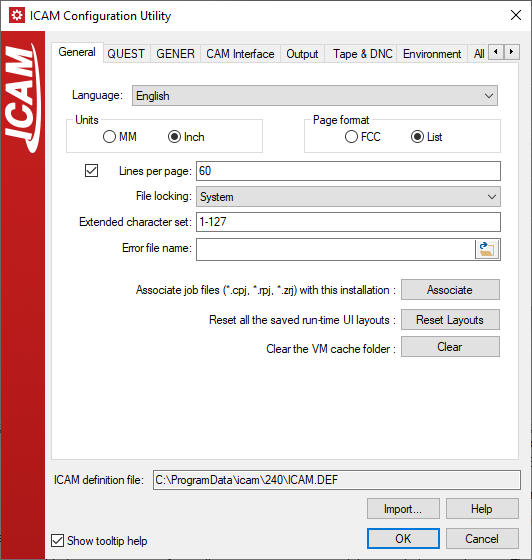 ICAM Configuration Utility
ICAM
General QUEST GENER CAM Interface Output Tape & DNC Environment All
Language: English
Units Page format
MM Inch FCC List
Lines per page: 60
File locking: System
Extended character set: 1-127
Error file name:
Associate job files (*.cpj, *.rpj, *.zrj) with this installation : Associate
Reset all the saved run-time UI layouts : Reset Layouts
Clear the VM cache folder : Clear
ICAM definition file: C:\ProgramData\icam\240\ICAM.DEF
Import... Help
Show tooltip help OK Cancel